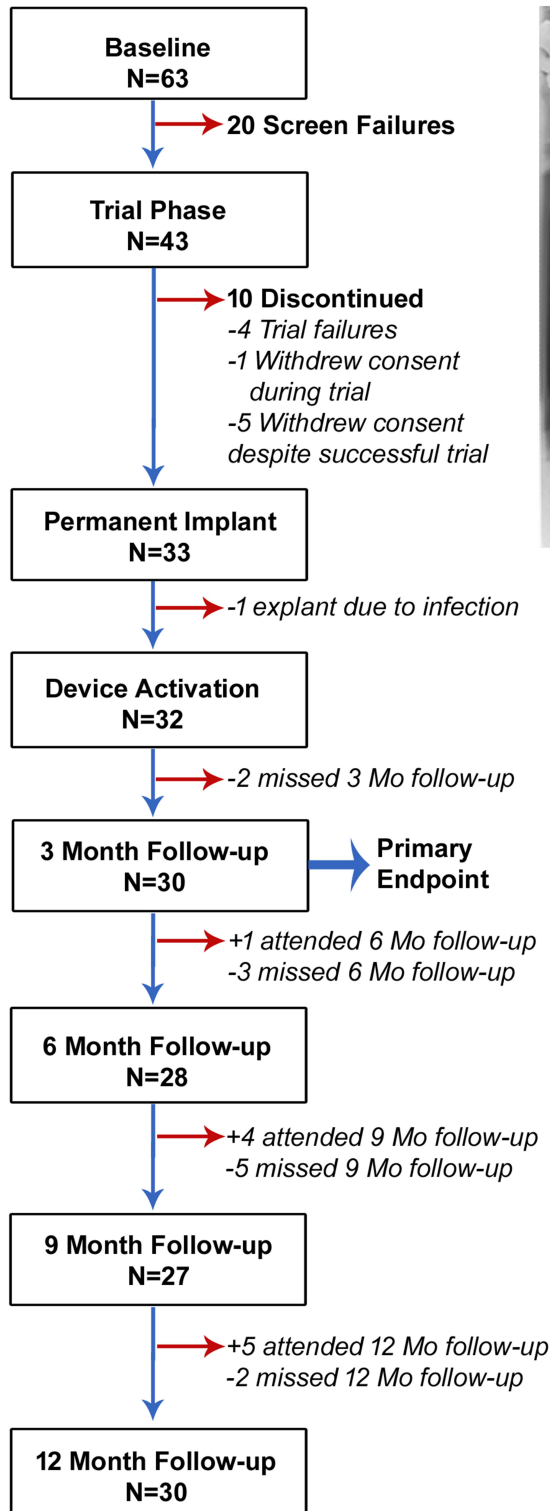 Baseline
N=63
20 Screen Failures
Trial Phase
N=43
10 Discontinued
-4 Trial failures
-1 Withdrew consent
during trial
-5 Withdrew consent
despite successful trial
Permanent Implant
N=33
-1 explant due to infection
Device Activation
N=32
-2 missed 3 Mo follow-up
3 Month Follow-up
N=30
Primary
Endpoint
+1 attended 6 Mo follow-up
-3 missed 6 Mo follow-up
6 Month Follow-up
N=28
+4 attended 9 Mo follow-up
-5 missed 9 Mo follow-up
9 Month Follow-up
N=27
+5 attended 12 Mo follow-up
-2 missed 12 Mo follow-up
12 Month Follow-up
N=30